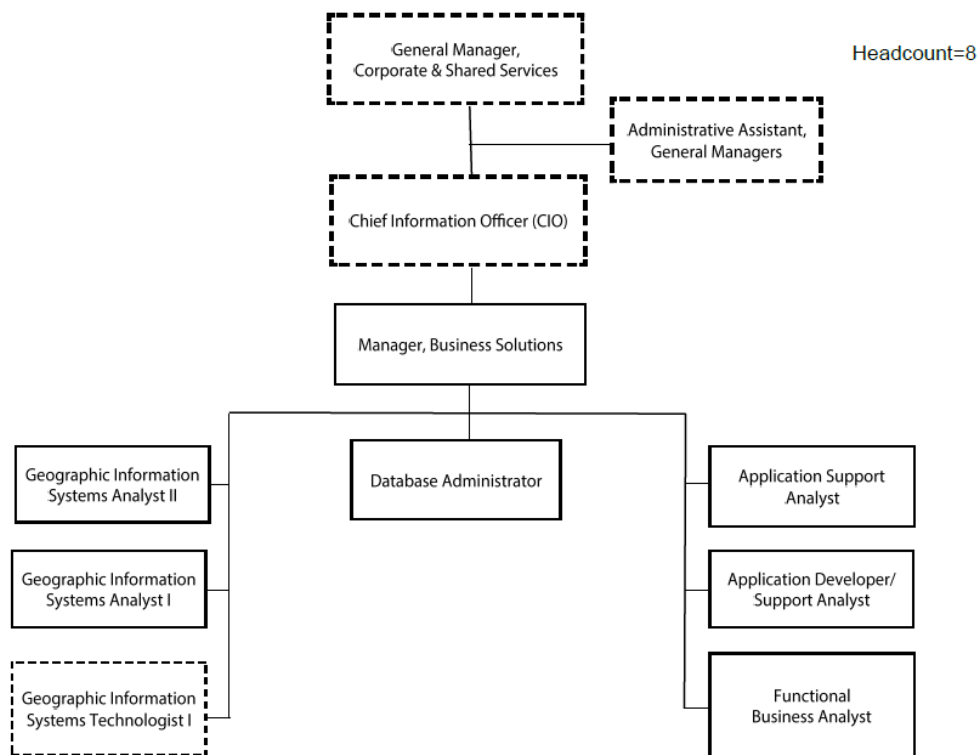 General Manager,
Corporate & Shared Services
Headcount=8
Administrative Assistant,
General Managers
Chief Information Officer (CIO)
Manager, Business Solutions
Geographic Information
Systems Analyst II
Database Administrator
Application Support
Analyst
Geographic Information
Systems Analyst I
Application Developer/
Support Analyst
Geographic Information
Systems Technologist I
Functional
Business Analyst